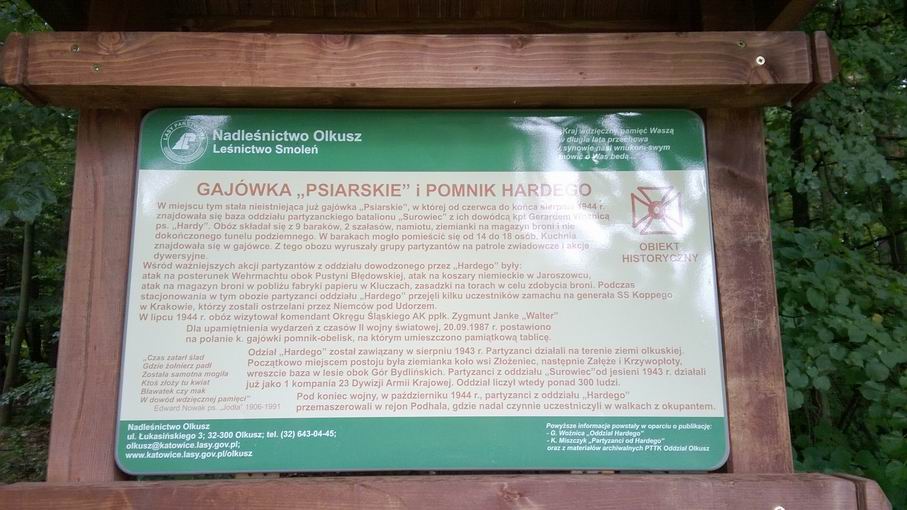 LASY PAŃSTWOWE
Nadleśnictwo Olkusz
Leśnictwo Smoleń
„Kraj wdzięczny pamięć Waszą
w długie lata przechowa
i synowie nasi wnukom swym
mówić o Was będą..."
GAJÓWKA „PSIARSKIE” i POMNIK HARDEGO
W miejscu tym stała nieistniejąca już gajówka „Psiarskie”, w której od czerwca do końca sierpnia 1944 r.
znajdowała się baza oddziału partyzanckiego batalionu „Surowiec” z ich dowódcą kpt Gerardem Woźnicą
ps. „Hardy”. Obóz składał się z 9 baraków, 2 szałasów, namiotu, ziemianki na magazyn broni i nie
dokończonego tunelu podziemnego. W barakach mogło pomieścić się od 14 do 18 osób. Kuchnia
znajdowała się w gajówce. Z tego obozu wyruszały grupy partyzantów na patrole zwiadowcze i akcje
dywersyjne.
OBIEKT
HISTORYCZNY
Wśród ważniejszych akcji partyzantów z oddziału dowodzonego przez „Hardego” były:
atak na posterunek Wehrmachtu obok Pustyni Błędowskiej, atak na koszary niemieckie w Jaroszowcu,
atak na magazyn broni w pobliżu fabryki papieru w Kluczach, zasadzki na torach w celu zdobycia broni. Podczas
stacjonowania w tym obozie partyzanci oddziału „Hardego” przejęli kilku uczestników zamachu na generała SS Koppego
w Krakowie, którzy zostali ostrzelani przez Niemców pod Udorzem.
W lipcu 1944 r. obóz wizytował komendant Okręgu Śląskiego AK ppłk. Zygmunt Janke „Walter”
Dla upamiętnienia wydarzeń z czasów II wojny światowej, 20.09.1987 r. postawiono
na polanie k. gajówki pomnik-obelisk, na którym umieszczono pamiątkową tablicę.
„Czas zatarł ślad
Gdzie żołnierz padł
Została samotna mogiła
Ktoś złoży tu kwiat
Bławatek czy mak
W dowód wdzięcznej pamięci”
Edward Nowak ps. „Jodła” 1906-1991
Odział „Hardego” został zawiązany w sierpniu 1943 r. Partyzanci działali na terenie ziemi olkuskiej.
Początkowo miejscem postoju była ziemianka koło wsi Złożeniec, następnie Załęże i Krzywopłoty,
wreszcie baza w lesie obok Gór Bydlińskich. Partyzanci z oddziału „Surowiec”od jesieni 1943 r. działali
już jako 1 kompania 23 Dywizji Armii Krajowej. Oddział liczył wtedy ponad 300 ludzi.
Pod koniec wojny, w październiku 1944 r., partyzanci z oddziału „Hardego”
przemaszerowali w rejon Podhala, gdzie nadal czynnie uczestniczyli w walkach z okupantem.
Nadleśnictwo Olkusz
ul. Łukasińskiego 3; 32-300 Olkusz; tel. (32) 643-04-45;
olkusz@katowice.lasy.gov.pl;
www.katowice.lasy.gov.pl/olkusz
Powyższe informacje powstały w oparciu o publikację:
- G. Woźnica „Oddział Hardego”
- K. Miszczyk „Partyzanci od Hardego”
oraz z materiałów archiwalnych PTTK Oddział Olkusz